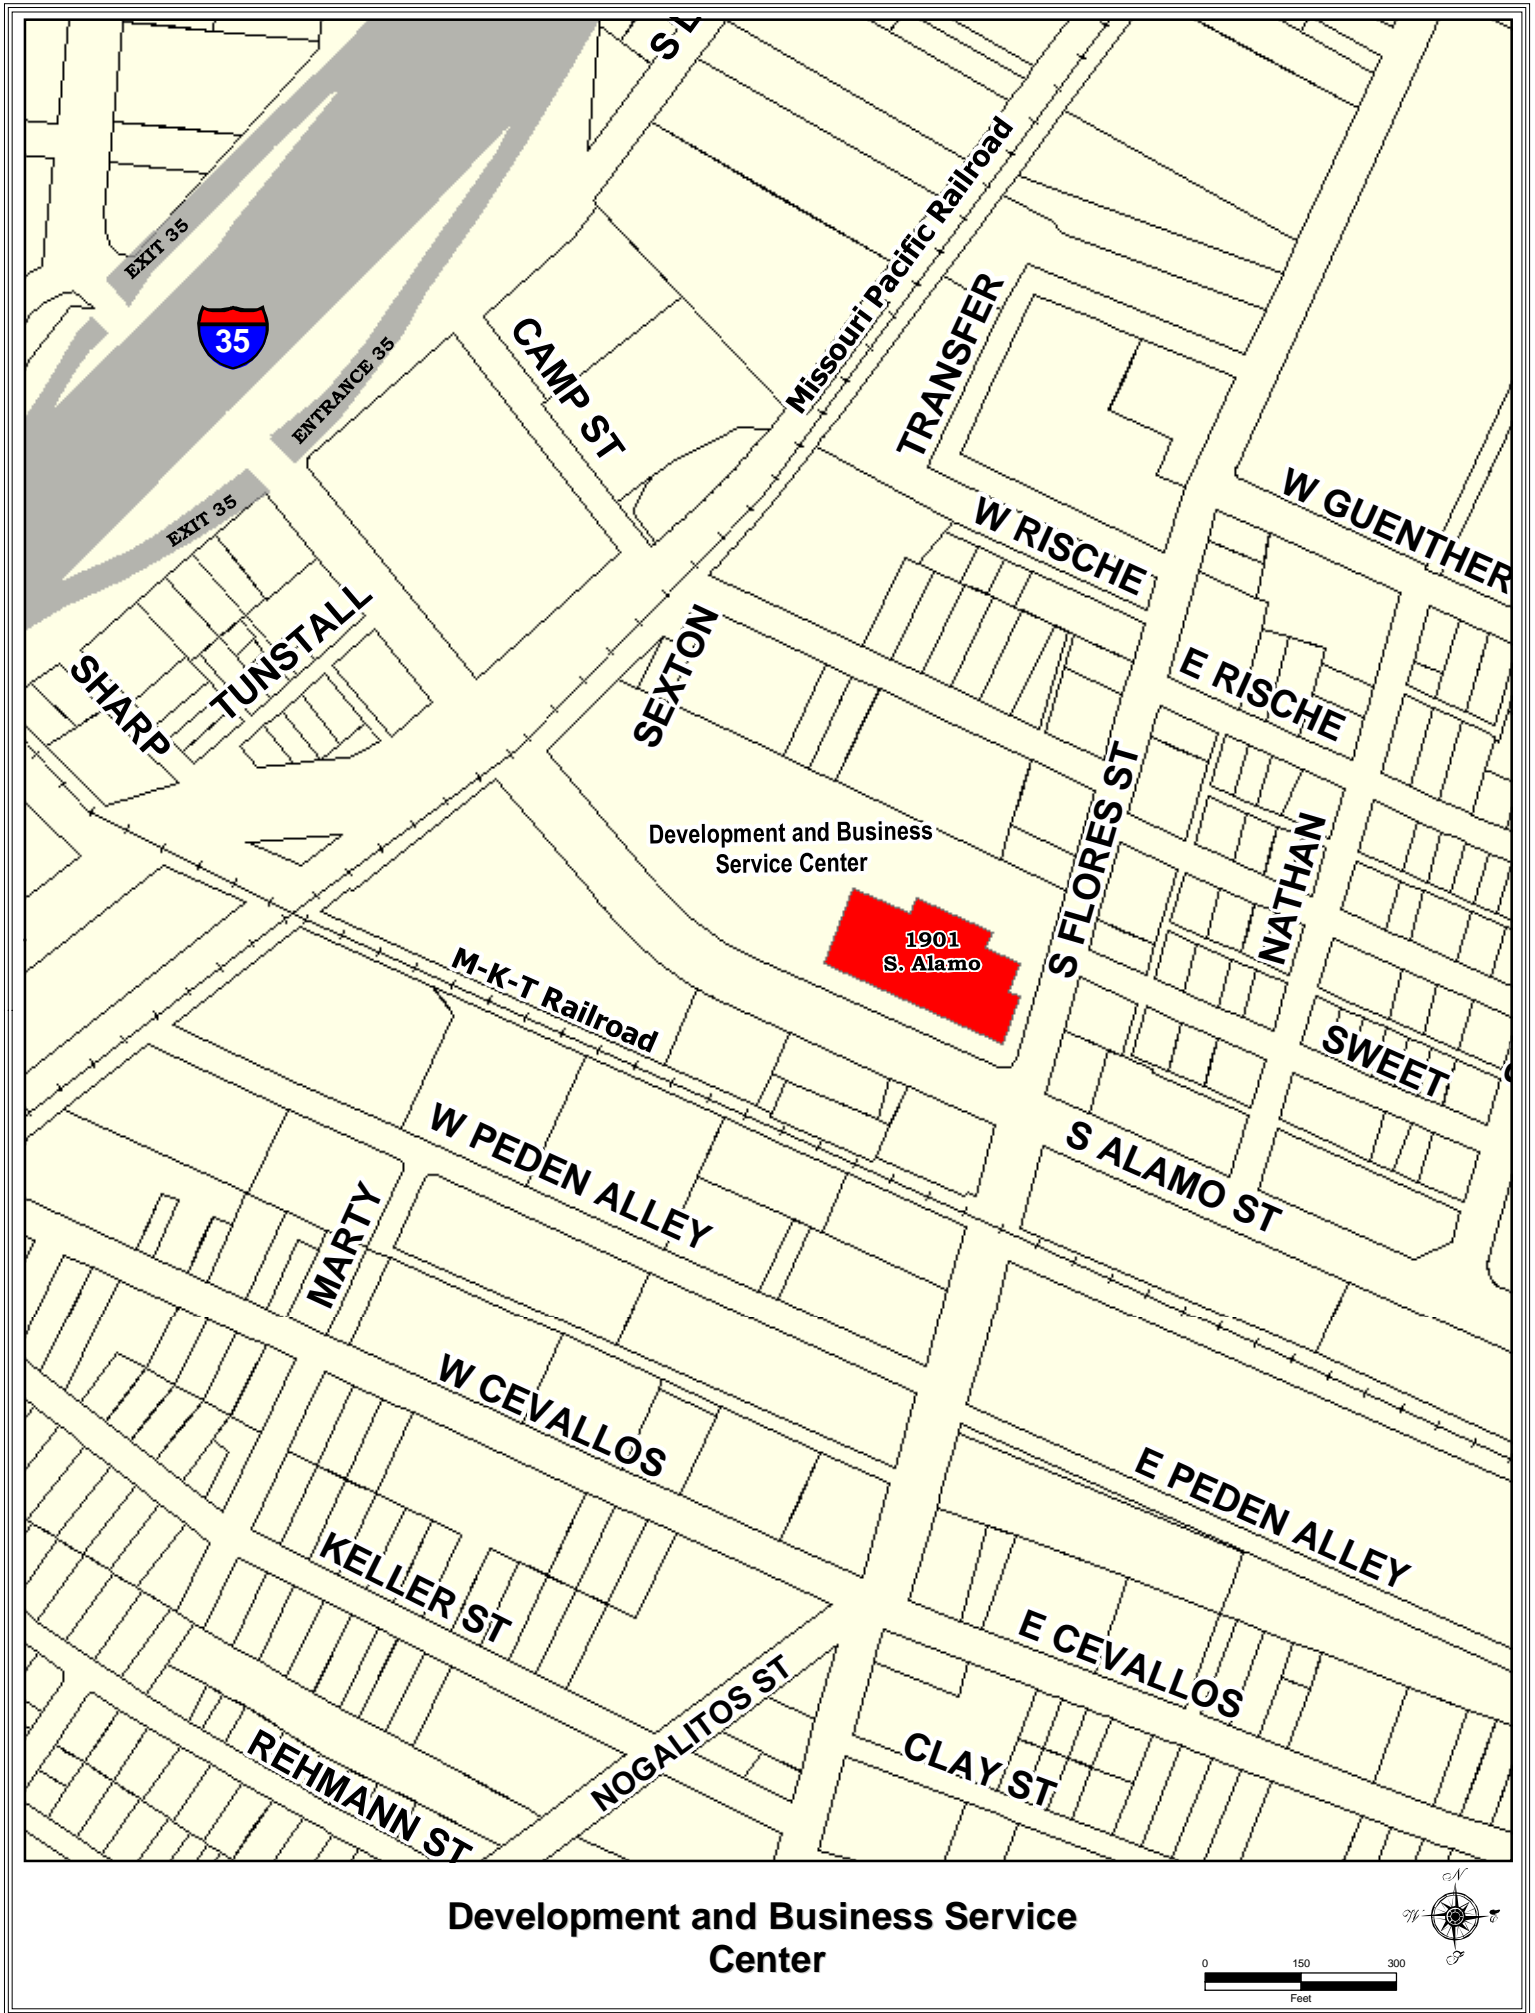 S
Missouri Pacific Railroad
EXIT 35
35
ENTRANCE 35
CAMP ST
TRANSFER
EXIT 35
W GUENTHER
W RISCHE
TUNSTALL
SHARP
SEXTON
E RISCHE
S FLORES ST
NATHAN
Development and Business
Service Center
1901
S. Alamo
M-K-T Railroad
SWEET
S ALAMO ST
W PEDEN ALLEY
MARTY
W CEVALLOS
E PEDEN ALLEY
KELLER ST
E CEVALLOS
NOGALITOS ST
CLAY ST
REHMANN ST
Development and Business Service
Center
N
W
E
S
0 150 300
Feet